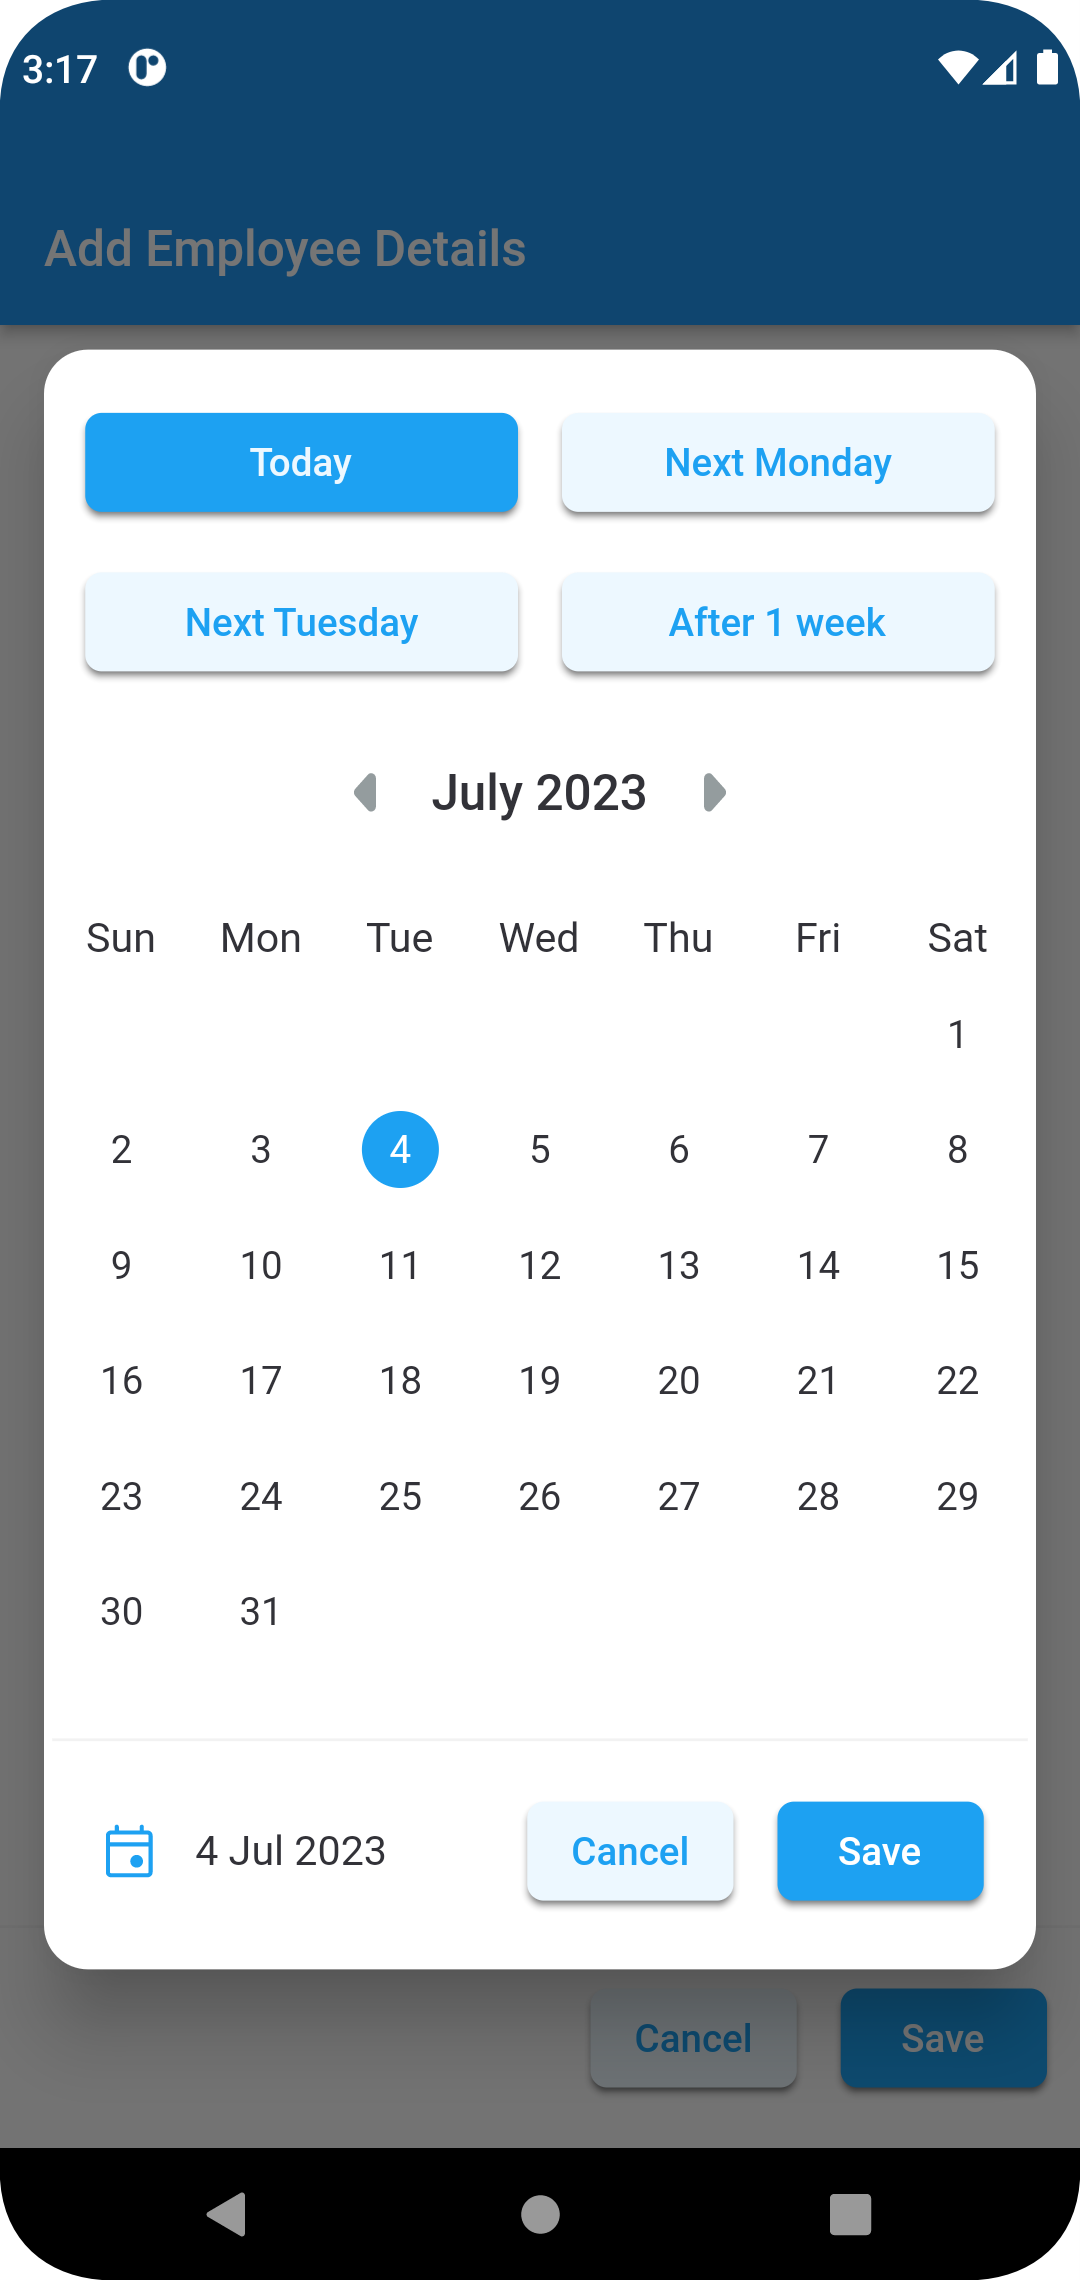 3:17
Add Employee Details
Today Next Monday
Next Tuesday After 1 week
July 2023
Sun Mon Tue Wed Thu Fri Sat
1
2 3 4 5 6 7 8
9 10 11 12 13 14 15
16 17 18 19 20 21 22
23 24 25 26 27 28 29
30 31
4 Jul 2023 Cancel Save
Cancel Save